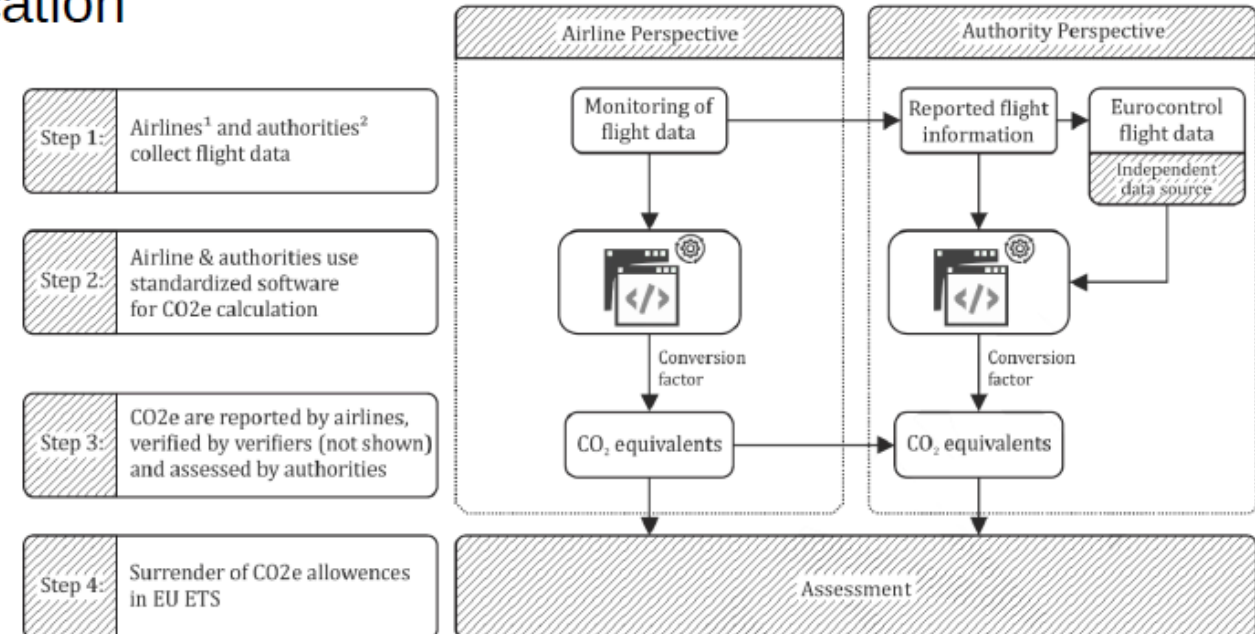 ation
Airline Perspective
Authority Perspective
Step 1:
Airlines¹ and authorities²
collect flight data
Monitoring of
flight data
Reported flight
information
Eurocontrol
flight data
Independent
data source
Step 2:
Airline & authorities use
standardized software
for CO2e calculation
</>
</>
Conversion
factor
Conversion
factor
Step 3:
CO2e are reported by airlines,
verified by verifiers (not shown)
and assessed by authorities
CO₂ equivalents
CO₂ equivalents
Step 4:
Surrender of CO2e allowences
in EU ETS
Assessment